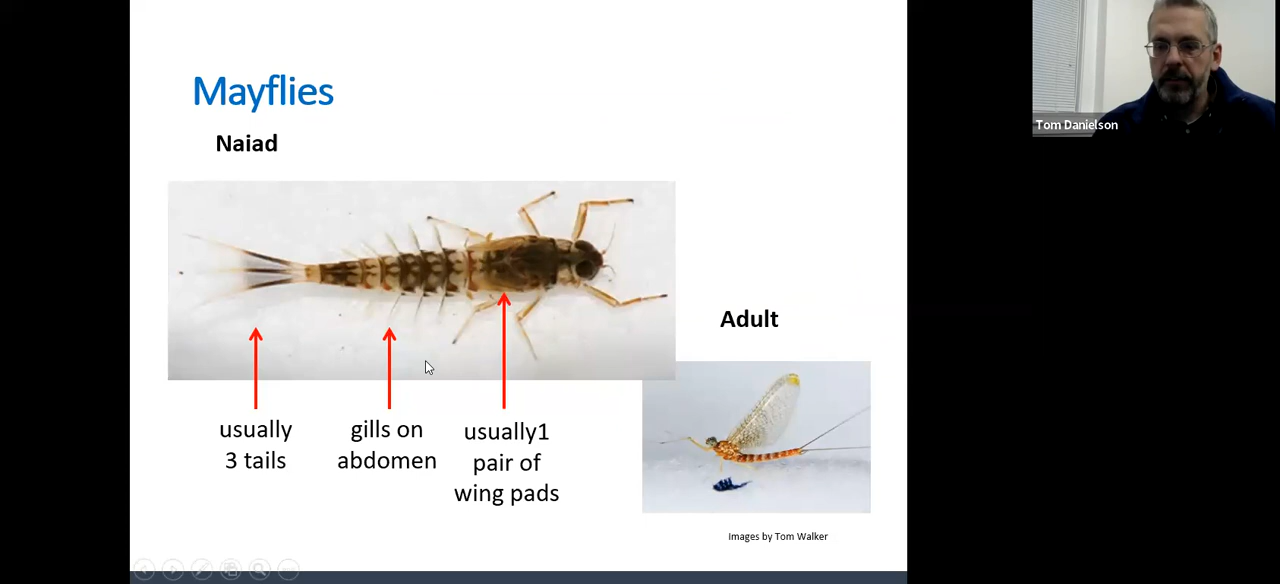 Mayflies
Naiad
Adult
usually
3 tails
gills on
abdomen
usually1
pair of
wing pads
Images by Tom Walker
Tom Danielson